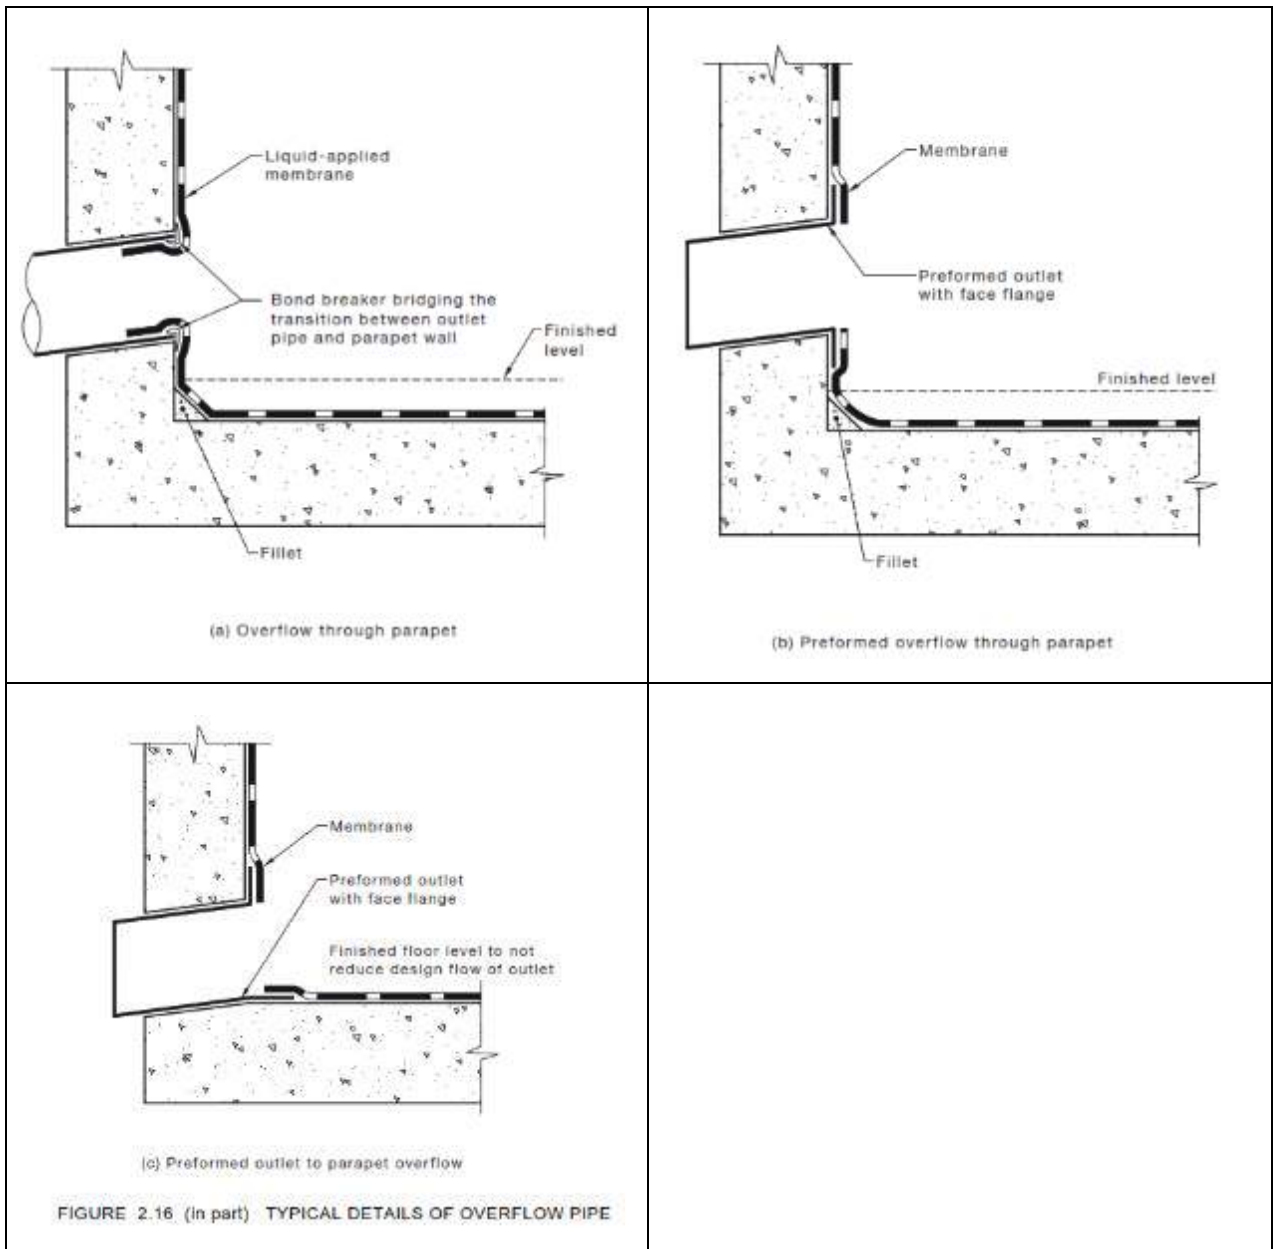 Liquid-applied
membrane
Bond breaker bridging the
transition between outlet
pipe and parapet wall
Finished
level
Fillet
(a) Overflow through parapet
Membrane
Preformed outlet
with face flange
Finished level
Fillet
(b) Preformed overflow through parapet
Membrane
Preformed outlet
with face flange
Finished floor level to not
reduce design flow of outlet
(c) Preformed outlet to parapet overflow
FIGURE 2.16 (in part) TYPICAL DETAILS OF OVERFLOW PIPE